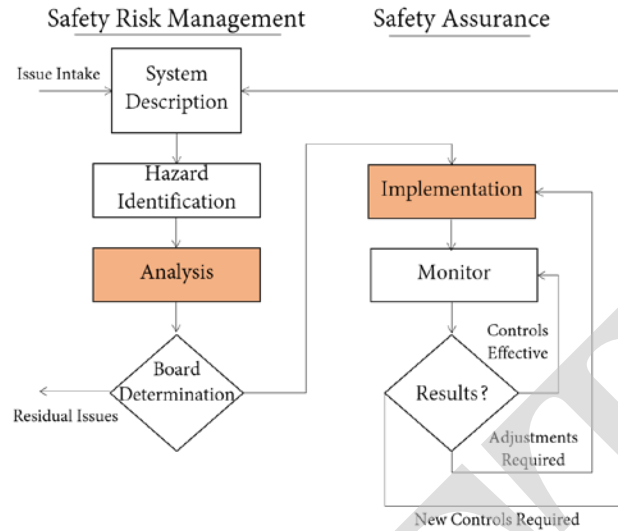 Safety Risk Management
Safety Assurance
Issue Intake
System
Description
Hazard
Identification
Analysis
Board
Determination
Residual Issues
Implementation
Monitor
Controls
Effective
Results?
Adjustments
Required
New Controls Required